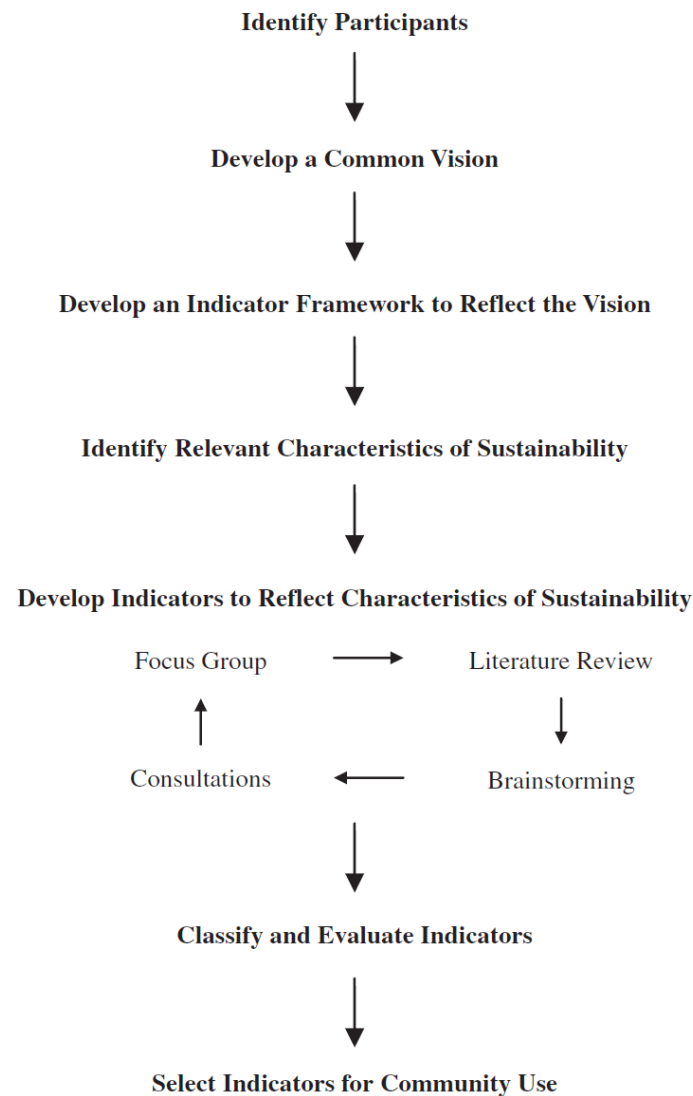 Identify Participants
Develop a Common Vision
Develop an Indicator Framework to Reflect the Vision
Identify Relevant Characteristics of Sustainability
Develop Indicators to Reflect Characteristics of Sustainability
Focus Group Literature Review
Consultations Brainstorming
Classify and Evaluate Indicators
Select Indicators for Community Use